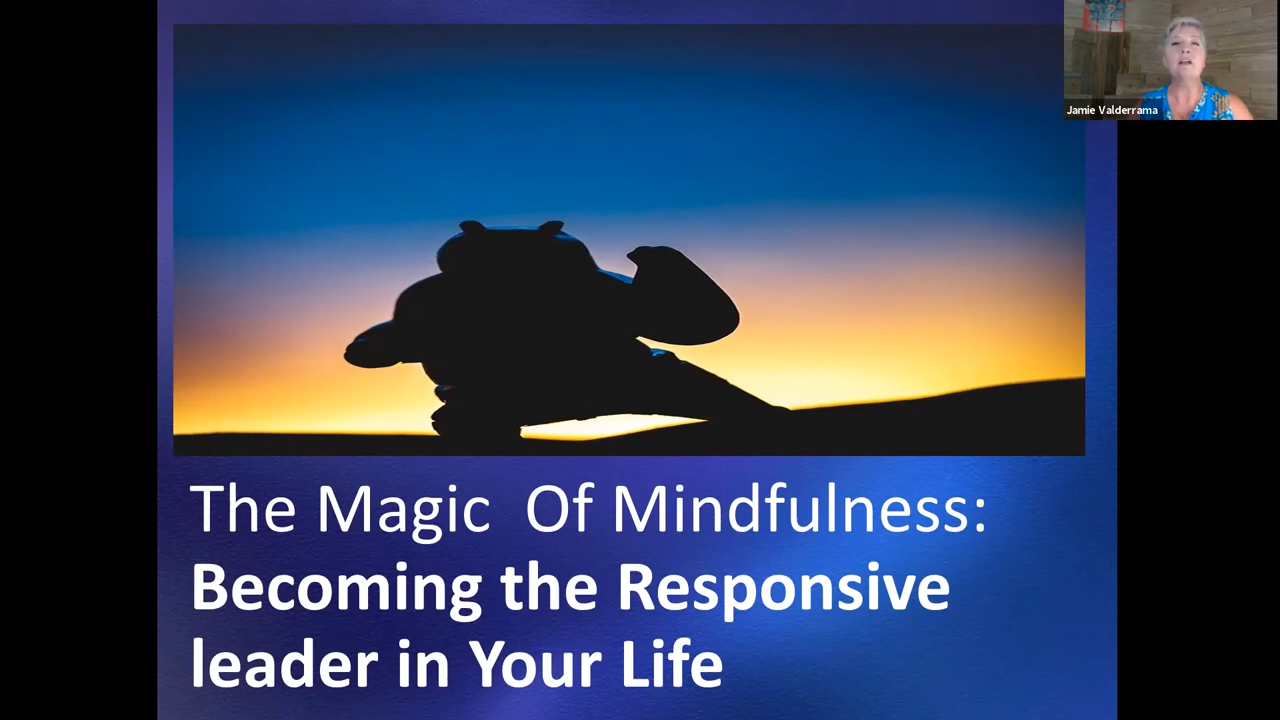 Jamie Valderrama
The Magic  Of Mindfulness:
Becoming the Responsive
leader in Your Life